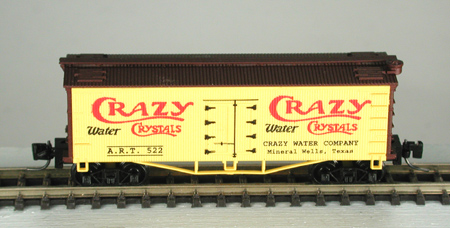 CRAZY
Water CRYSTALS
A.R.T. 522
CRAZY
Water CRYSTALS
CRAZY WATER COMPANY
Mineral Wells, Texas